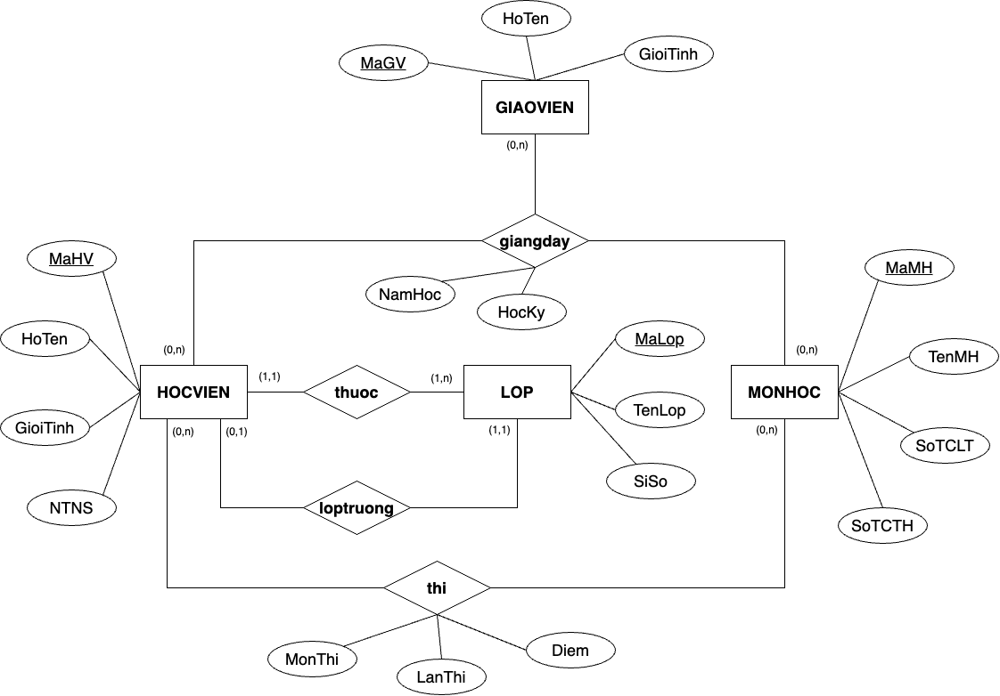 HoTen
MaGV
GioiTinh
GIAOVIEN
(0,n)
giangday
NamHoc
HocKy
MaHV
HoTen
GioiTinh
NTNS
(0,n)
HOCVIEN
(1,1)
thuoc
(1,n)
LOP
MaLop
TenLop
SiSo
(0,n)
MONHOC
MaMH
TenMH
SoTCLT
SoTCTH
(0,n)
(0,1)
(1,1)
(0,n)
loptruong
thi
MonThi
LanThi
Diem